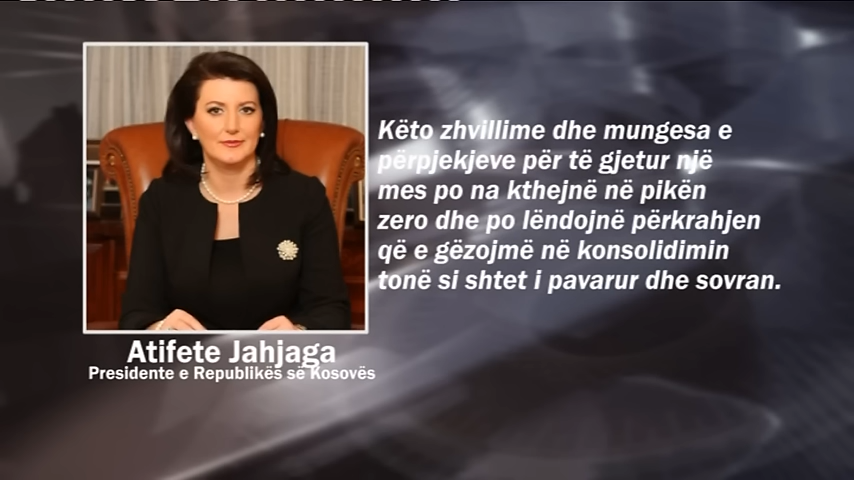 Këto zhvillime dhe mungesa e
përpjekjeve për të gjetur një
mes po na kthejnë në pikën
zero dhe po lëndojnë përkrahjen
që e gëzojmë në konsolidimin
tonë si shtet i pavarur dhe sovran.
Atifete Jahjaga
Presidente e Republikës së Kosovës